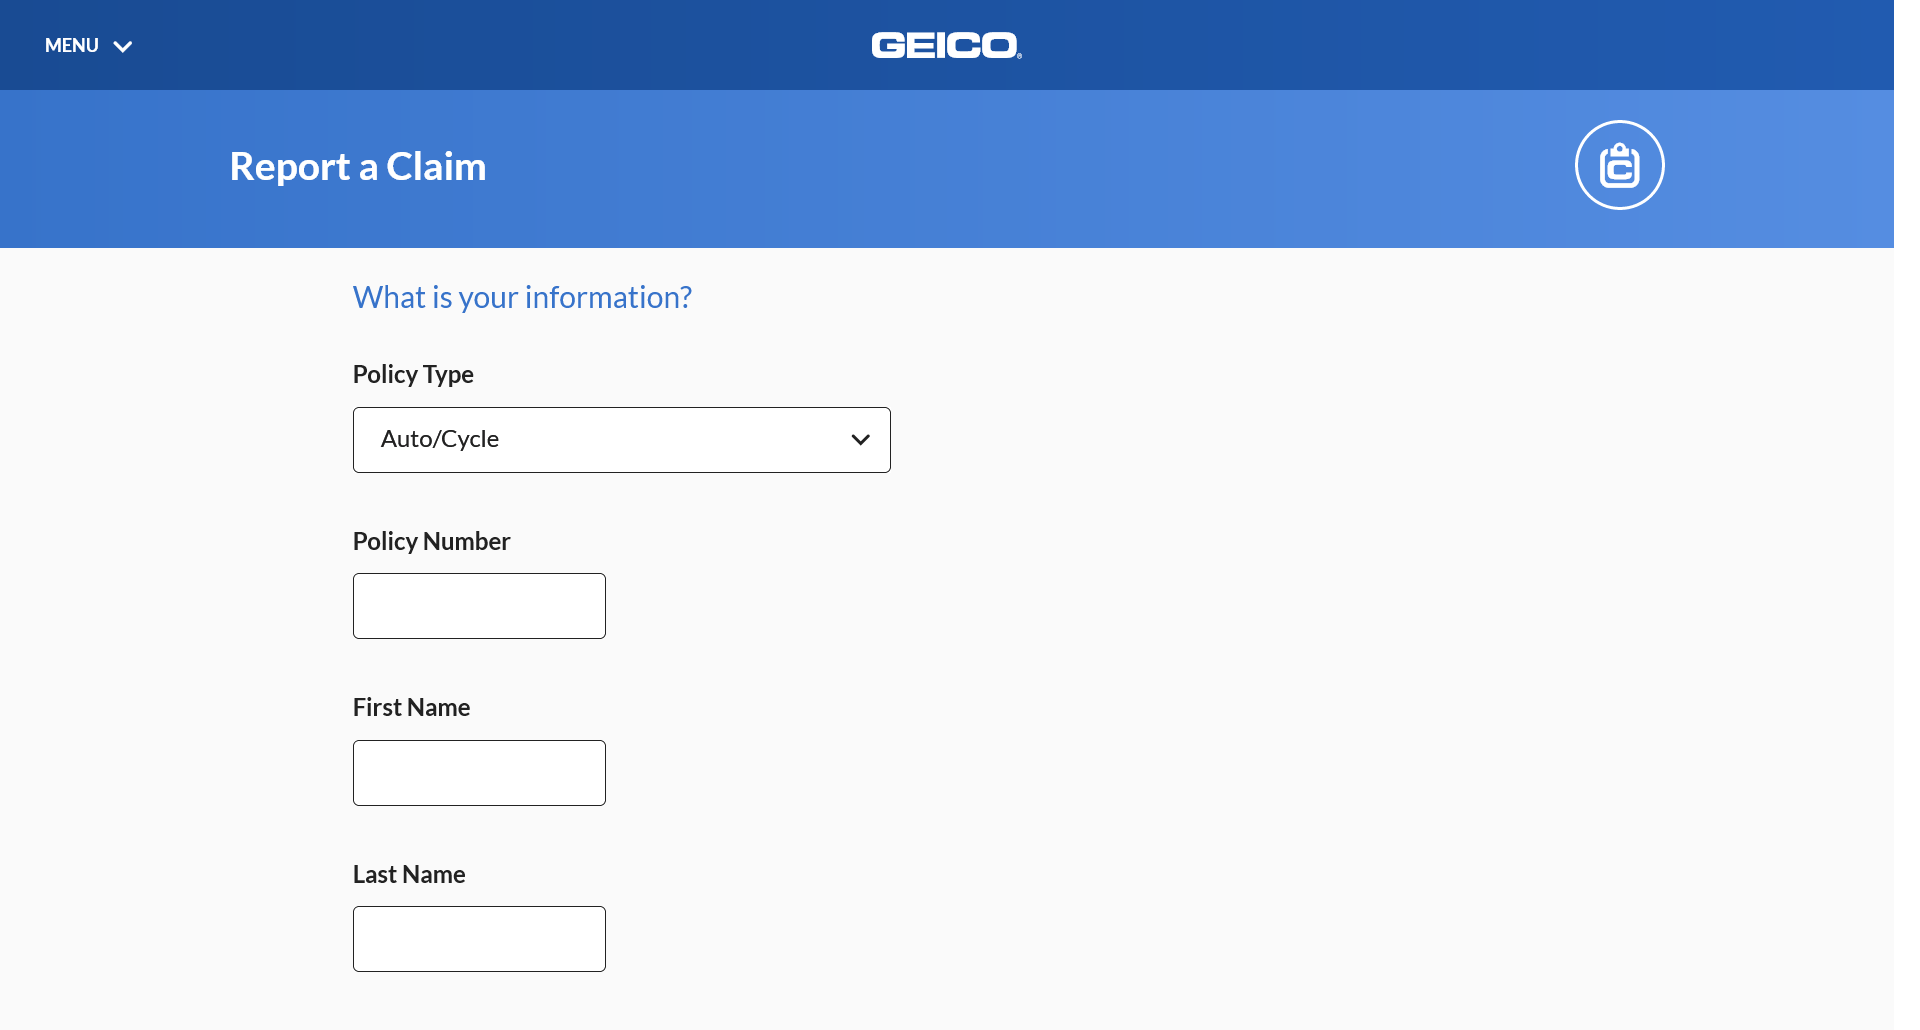 MENU
GEICO
Report a Claim
What is your information?
Policy Type
Auto/Cycle
Policy Number
First Name
Last Name